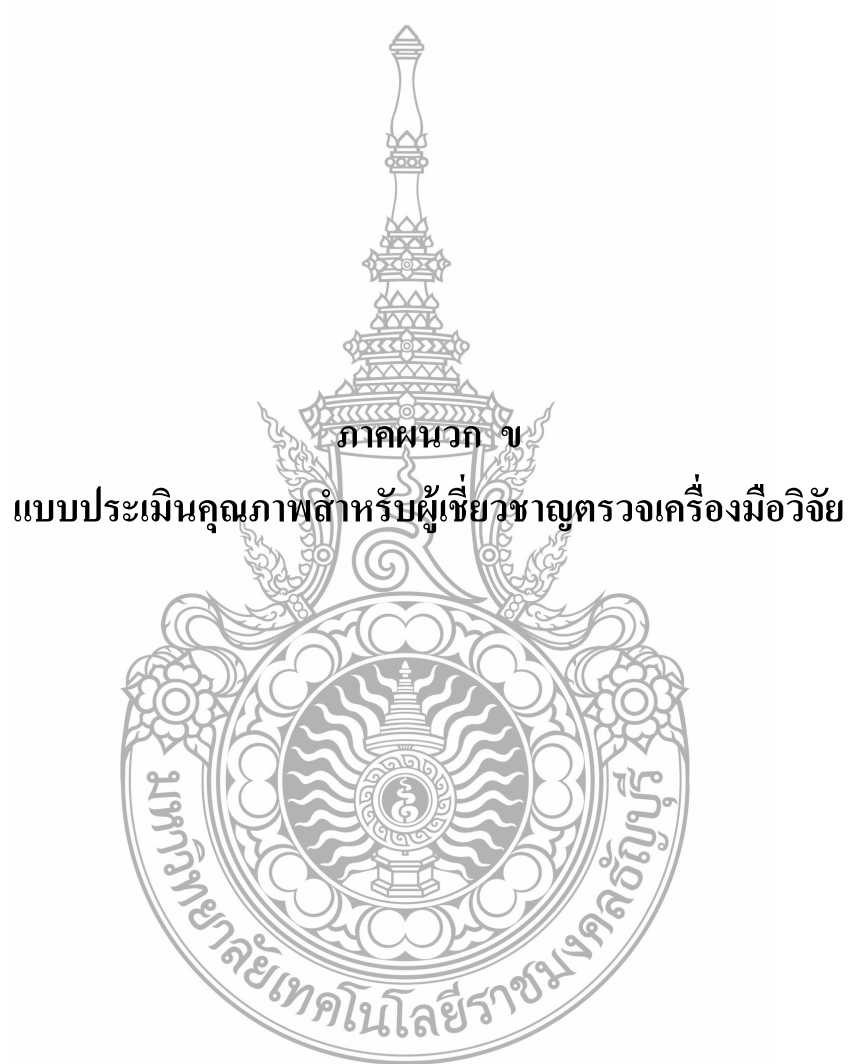 ภาคผนวก ข
แบบประเมินคุณภาพสำหรับผู้เชี่ยวชาญตรวจเครื่องมือวิจัย
มหาวิทยาลัยเทคโนโลยีราชมงคลธัญบุรี